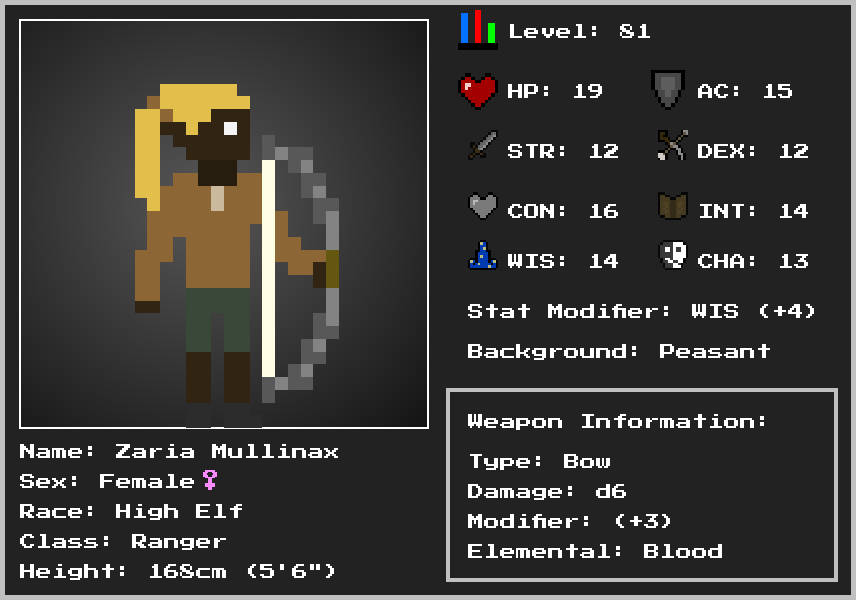 Level: 81
HP: 19 AC: 15
STR: 12 DEX: 12
CON: 16 INT: 14
WIS: 14 CHA: 13
Stat Modifier: WIS (+4)
Background: Peasant
Weapon Information:
Type: Bow
Damage: d6
Modifier: (+3)
Elemental: Blood
Name: Zaria Mullinax
Sex: Female♀
Race: High Elf
Class: Ranger
Height: 168cm (5'6")